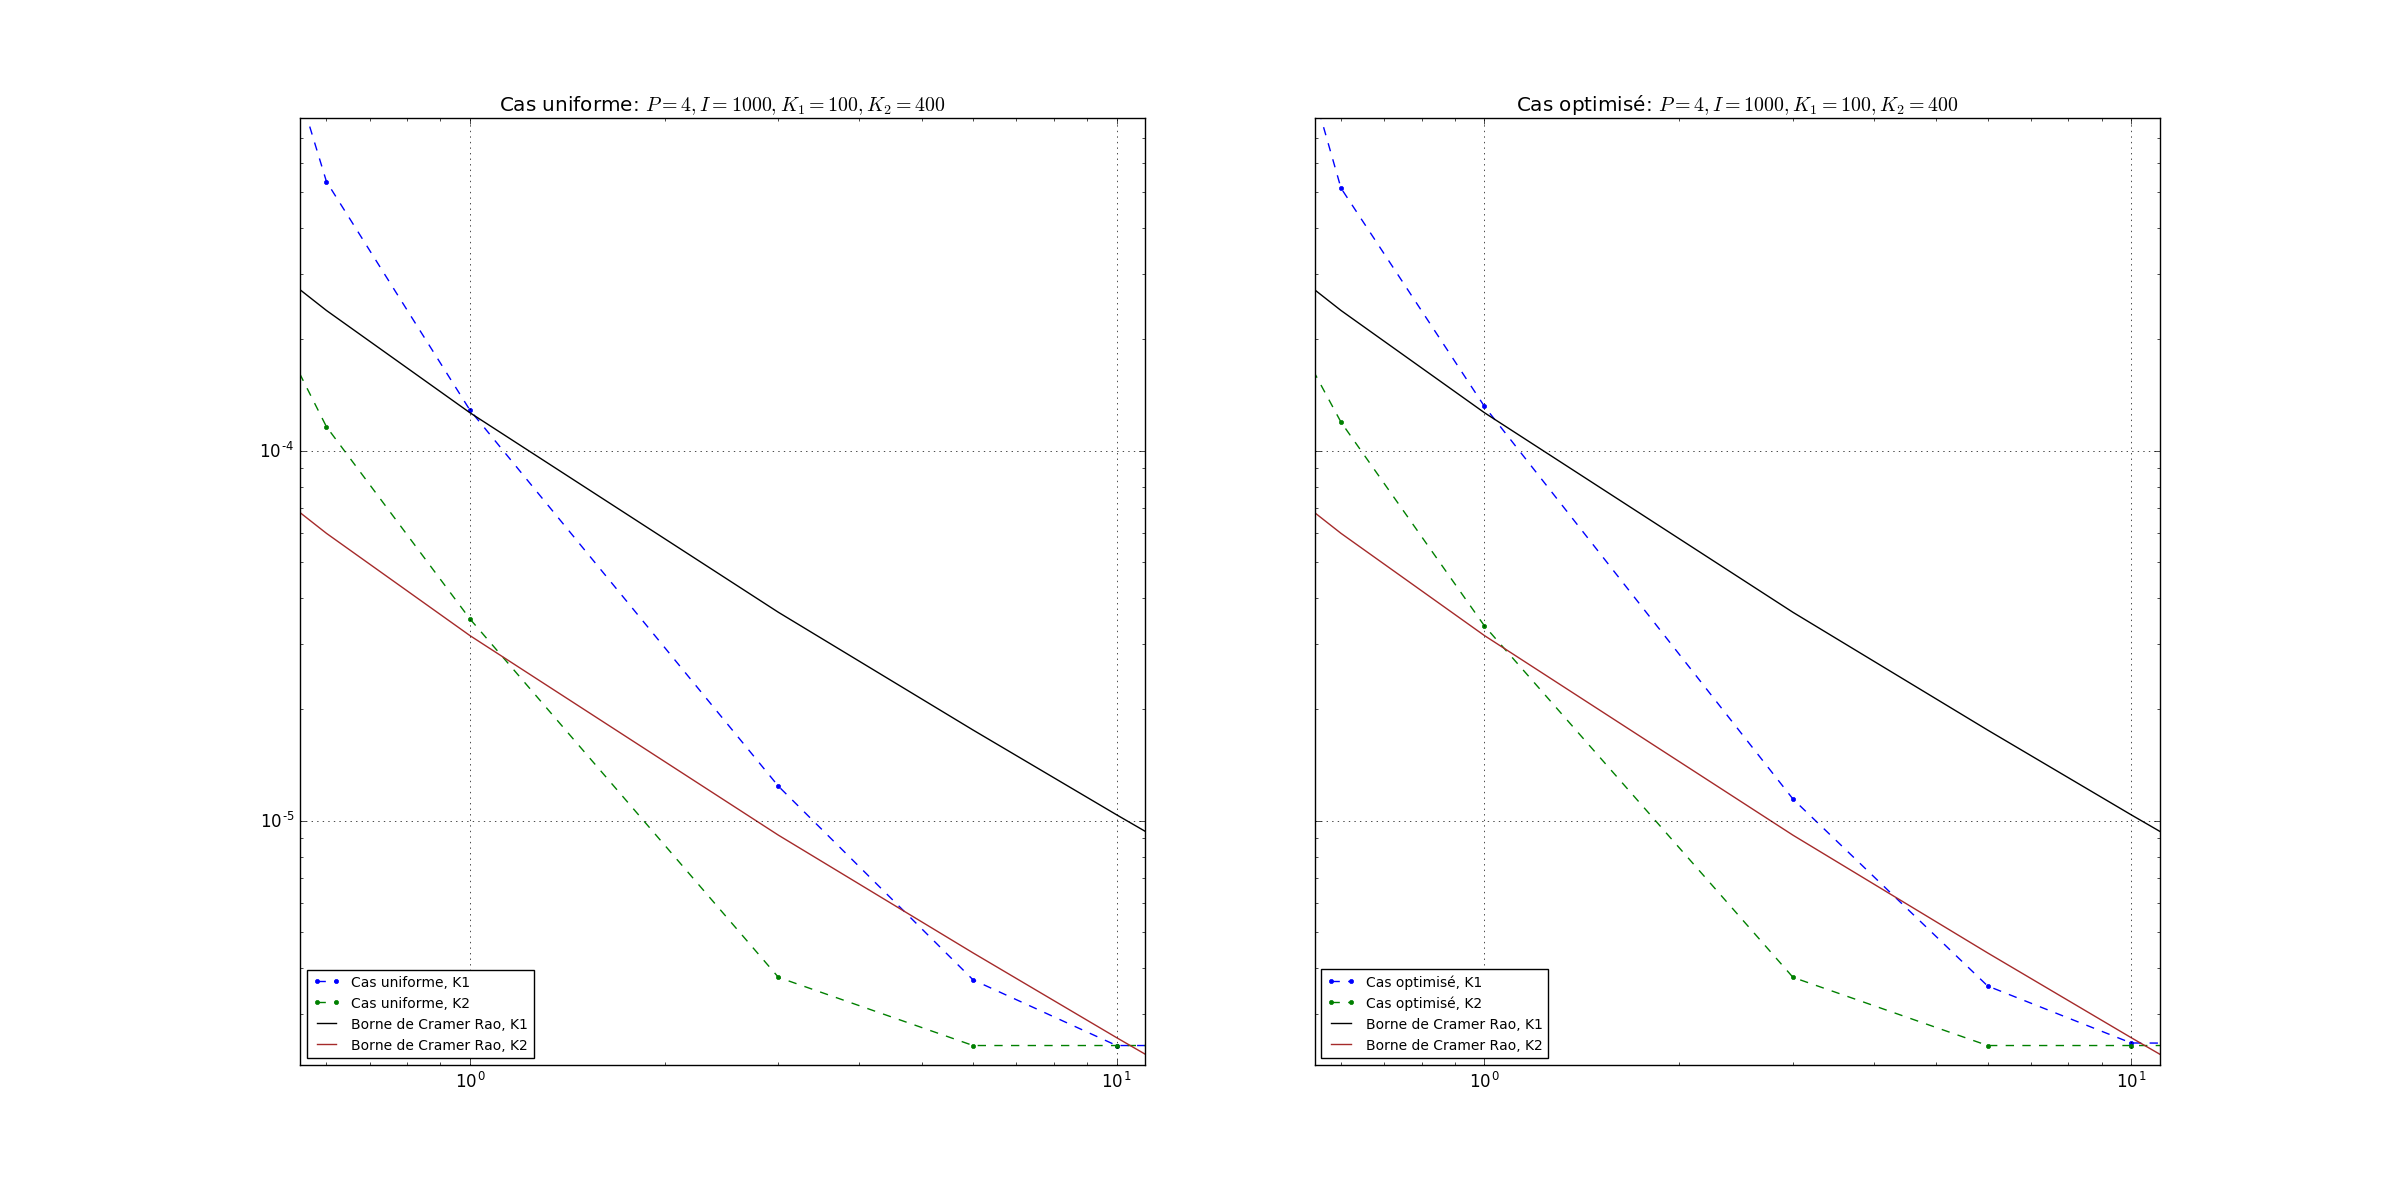 Cas uniforme: P = 4, I = 1000, K₁ = 100, K₂ = 400
10⁻⁴
10⁻⁵
Cas uniforme, K1
Cas uniforme, K2
Borne de Cramer Rao, K1
Borne de Cramer Rao, K2
10⁰ 10¹
Cas optimisé: P = 4, I = 1000, K₁ = 100, K₂ = 400
Cas optimisé, K1
Cas optimisé, K2
Borne de Cramer Rao, K1
Borne de Cramer Rao, K2
10⁰ 10¹